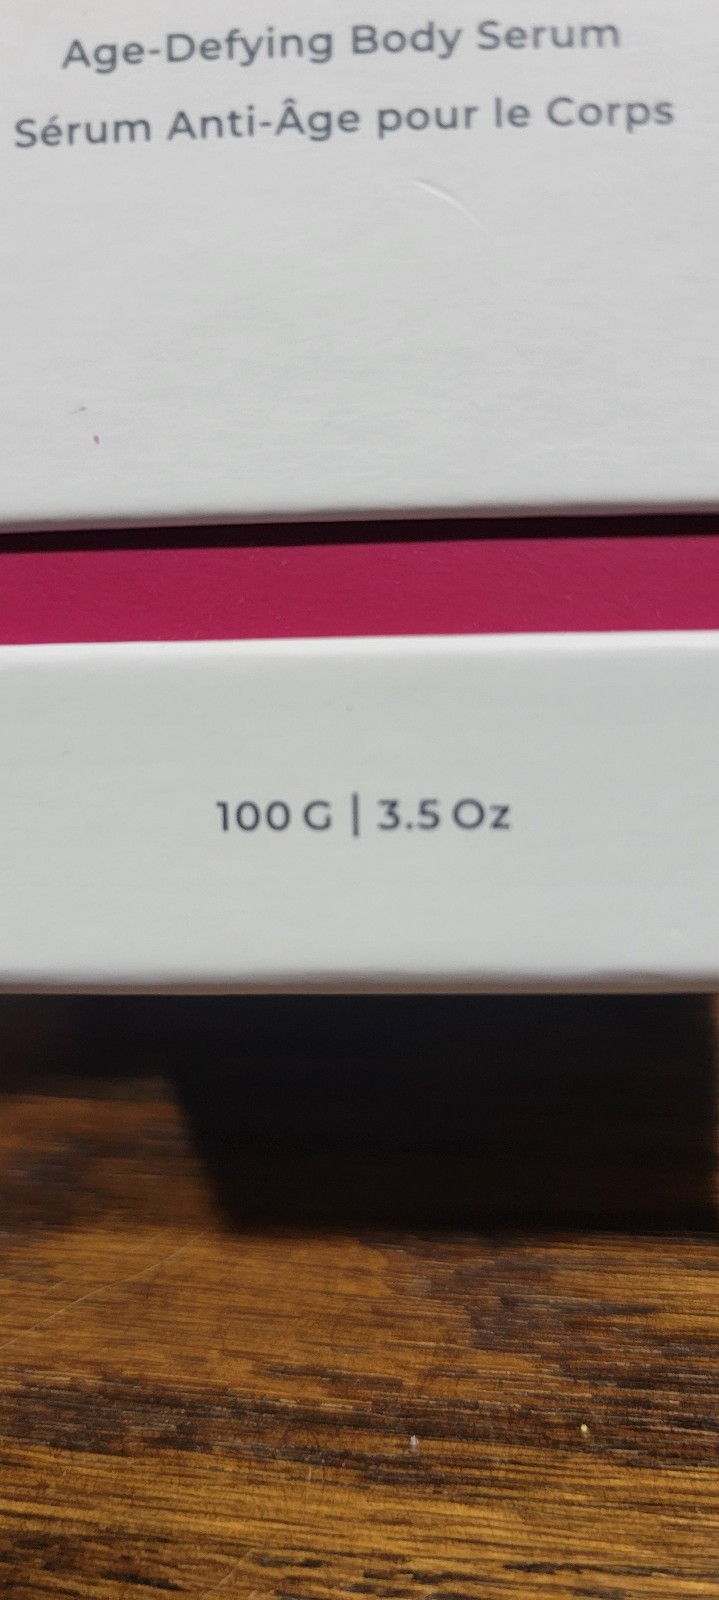 Age-Defying Body Serum
Sérum Anti-Âge pour le Corps
100 G | 3.5 Oz